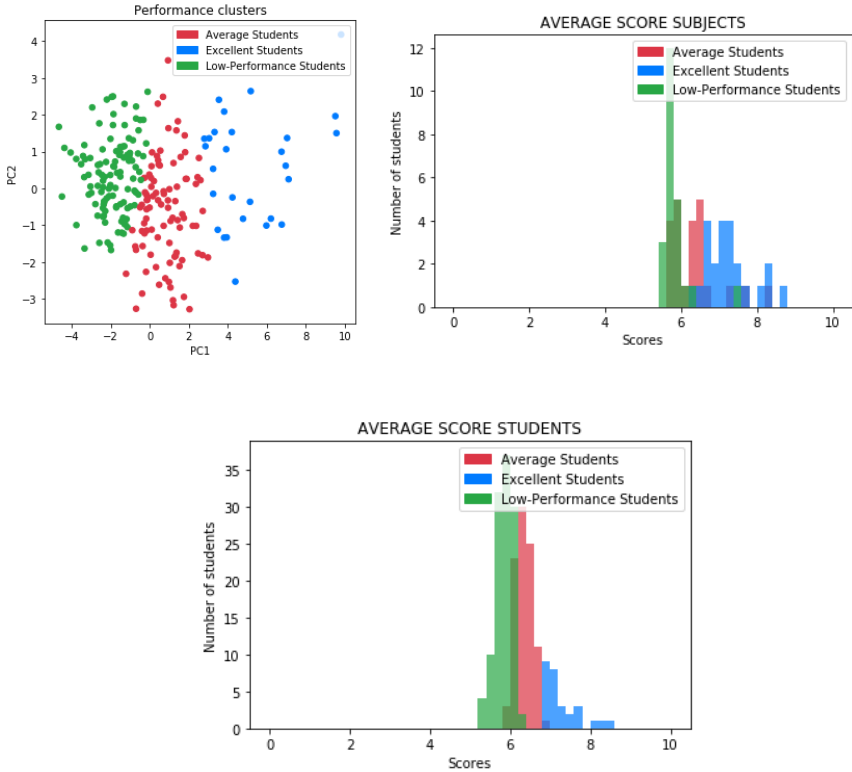 Performance clusters
Average Students
Excellent Students
Low-Performance Students
4
3
2
1
0
−1
−2
−3
PC2
−4 −2 0 2 4 6 8 10
PC1
AVERAGE SCORE SUBJECTS
Average Students
Excellent Students
Low-Performance Students
12
10
8
6
4
2
0
Number of students
0 2 4 6 8 10
Scores
AVERAGE SCORE STUDENTS
Average Students
Excellent Students
Low-Performance Students
35
30
25
20
15
10
5
0
Number of students
0 2 4 6 8 10
Scores